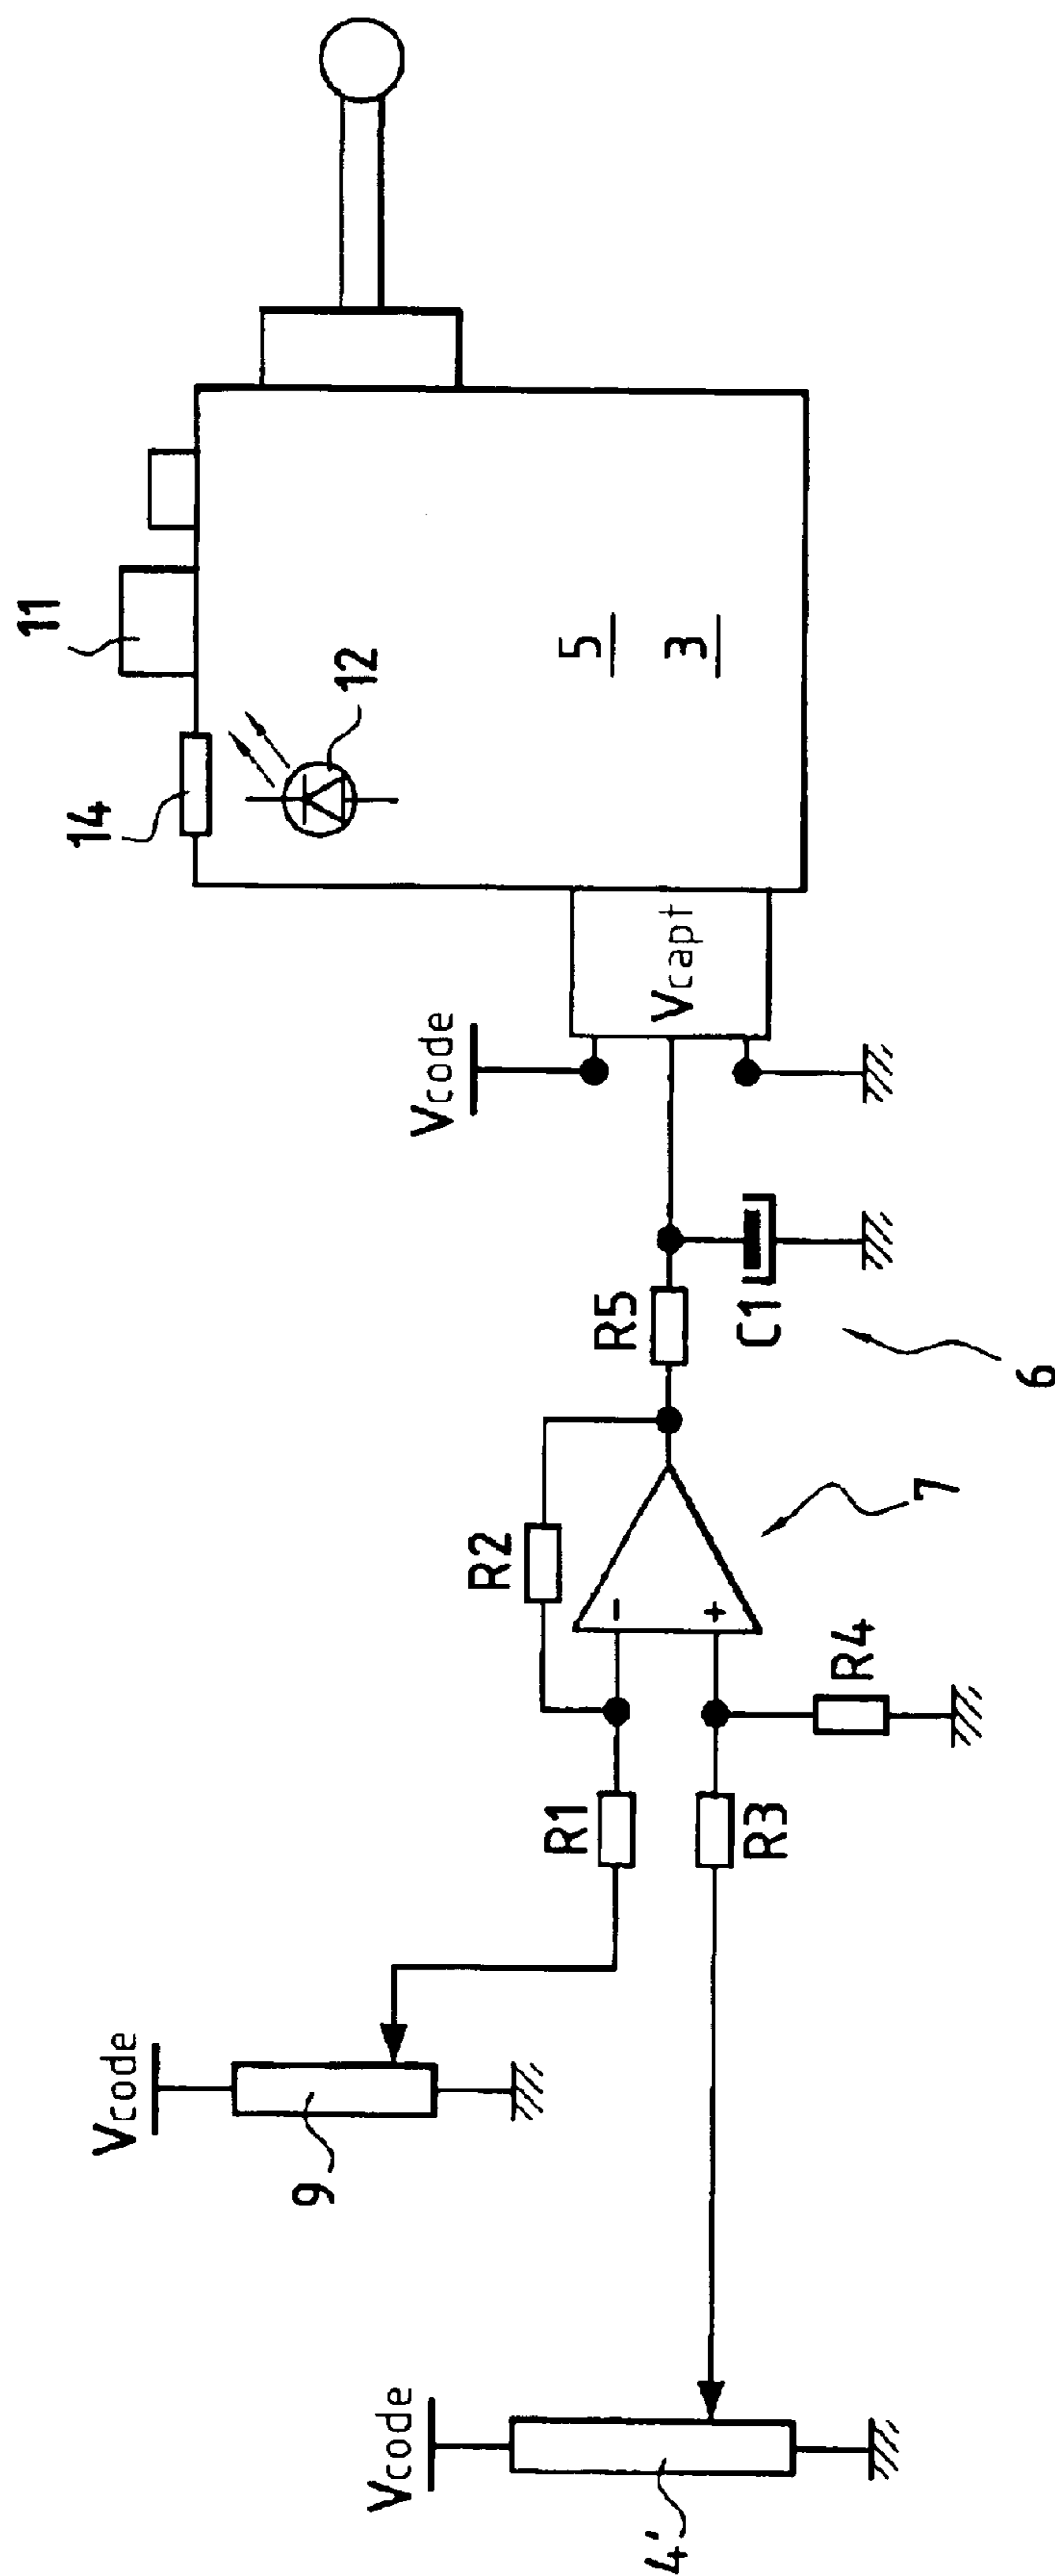 11
14
12
5
3
Vcapt
Vcode
R5
C1
6
R2
-
+
7
R4
R1
R3
Vcode
9
Vcode
4'